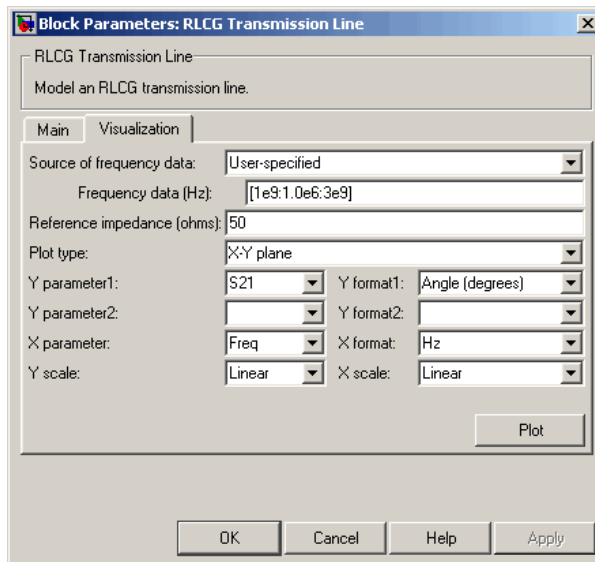 Block Parameters: RLCG Transmission Line
RLCG Transmission Line
Model an RLCG transmission line.
Main Visualization
Source of frequency data: User-specified
Frequency data (Hz): [1e9:1.0e6:3e9]
Reference impedance (ohms): 50
Plot type: X-Y plane
Y parameter1: S21 Y format1: Angle (degrees)
Y parameter2: Y format2:
X parameter: Freq X format: Hz
Y scale: Linear X scale: Linear
Plot
OK Cancel Help Apply